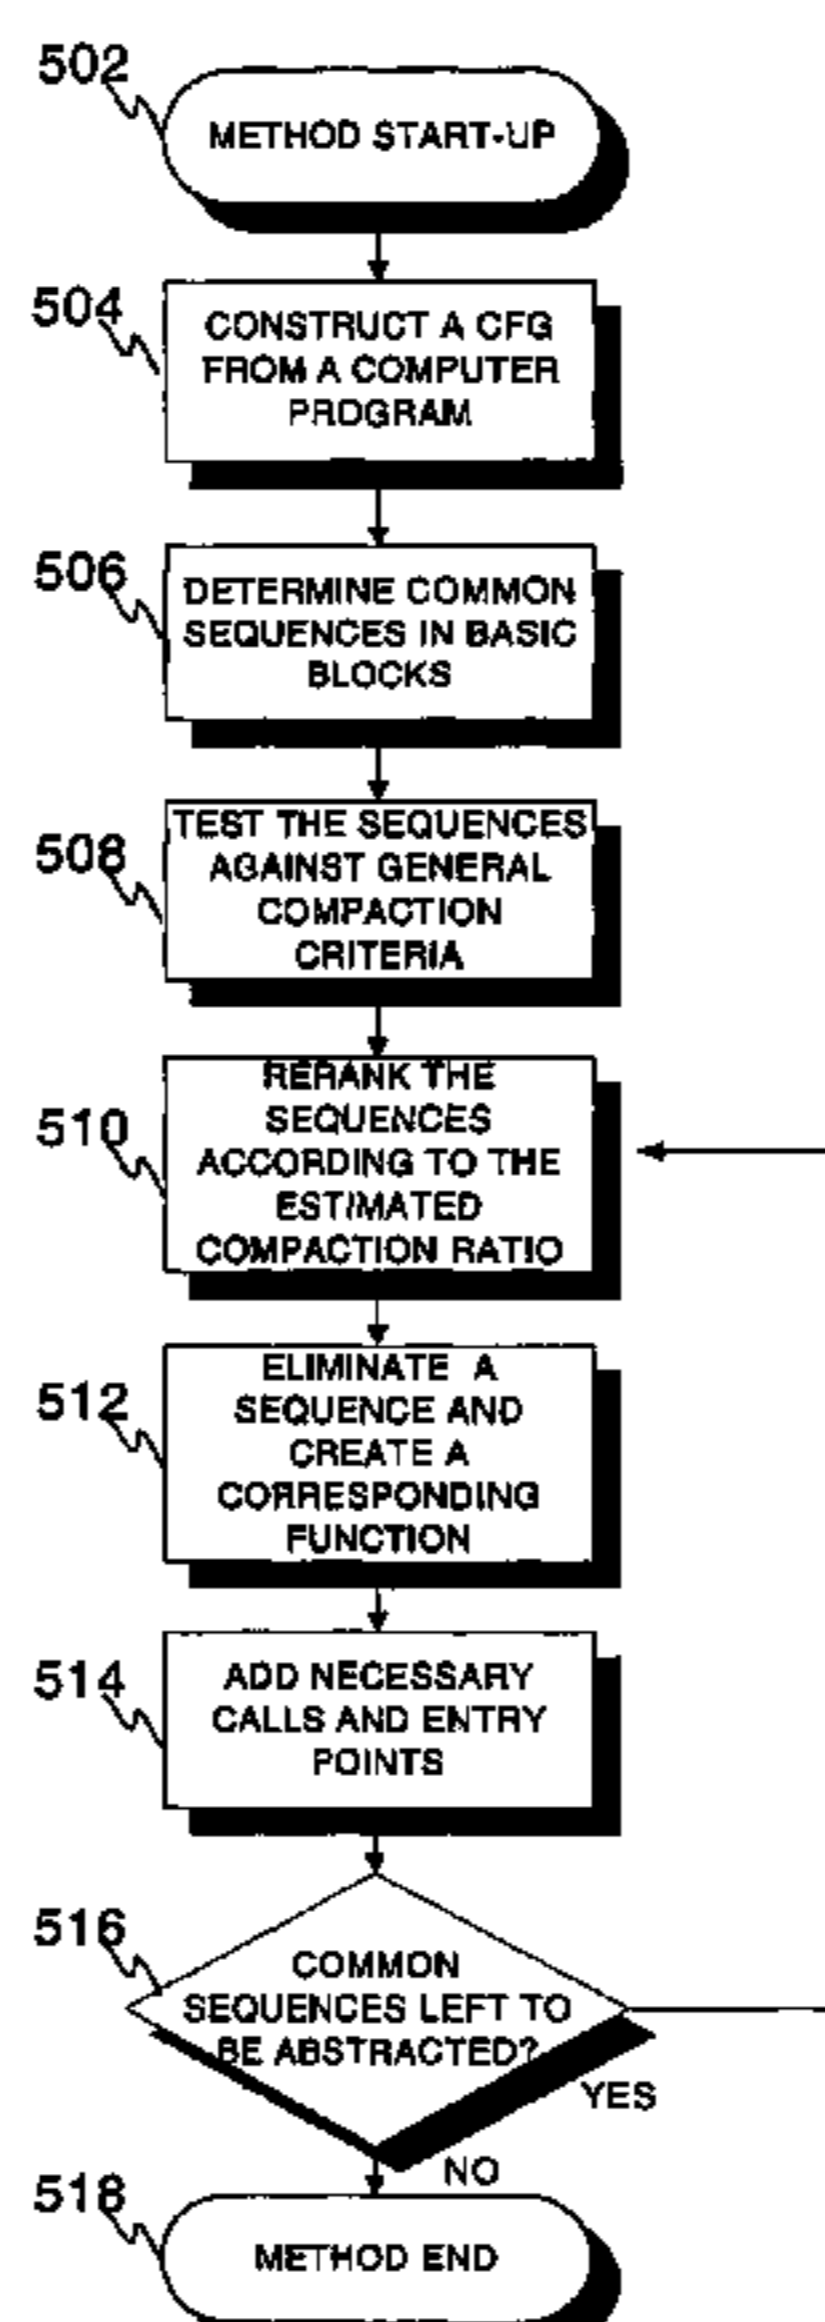 502
METHOD START-UP
504
CONSTRUCT A CFG
FROM A COMPUTER
PROGRAM
506
DETERMINE COMMON
SEQUENCES IN BASIC
BLOCKS
508
TEST THE SEQUENCES
AGAINST GENERAL
COMPACTION
CRITERIA
510
RERANK THE
SEQUENCES
ACCORDING TO THE
ESTIMATED
COMPACTION RATIO
512
ELIMINATE A
SEQUENCE AND
CREATE A
CORRESPONDING
FUNCTION
514
ADD NECESSARY
CALLS AND ENTRY
POINTS
516
COMMON
SEQUENCES LEFT TO
BE ABSTRACTED?
YES
NO
518
METHOD END